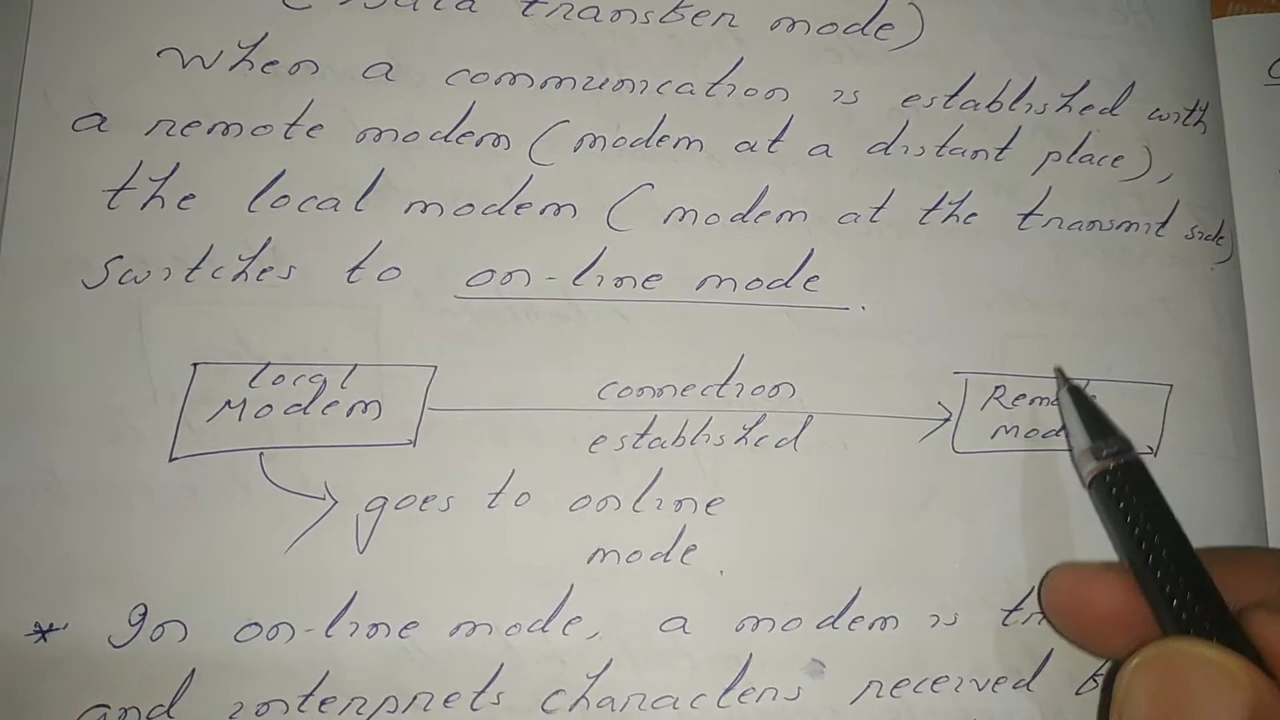 (Data transfer mode)
When a communication is established with
a remote modem (modem at a distant place),
the local modem (modem at the transmit side)
switches to on-line mode.
Local
Modem
connection
established
goes to online
mode.
* In on-line mode, a modem is
and interprets characters received